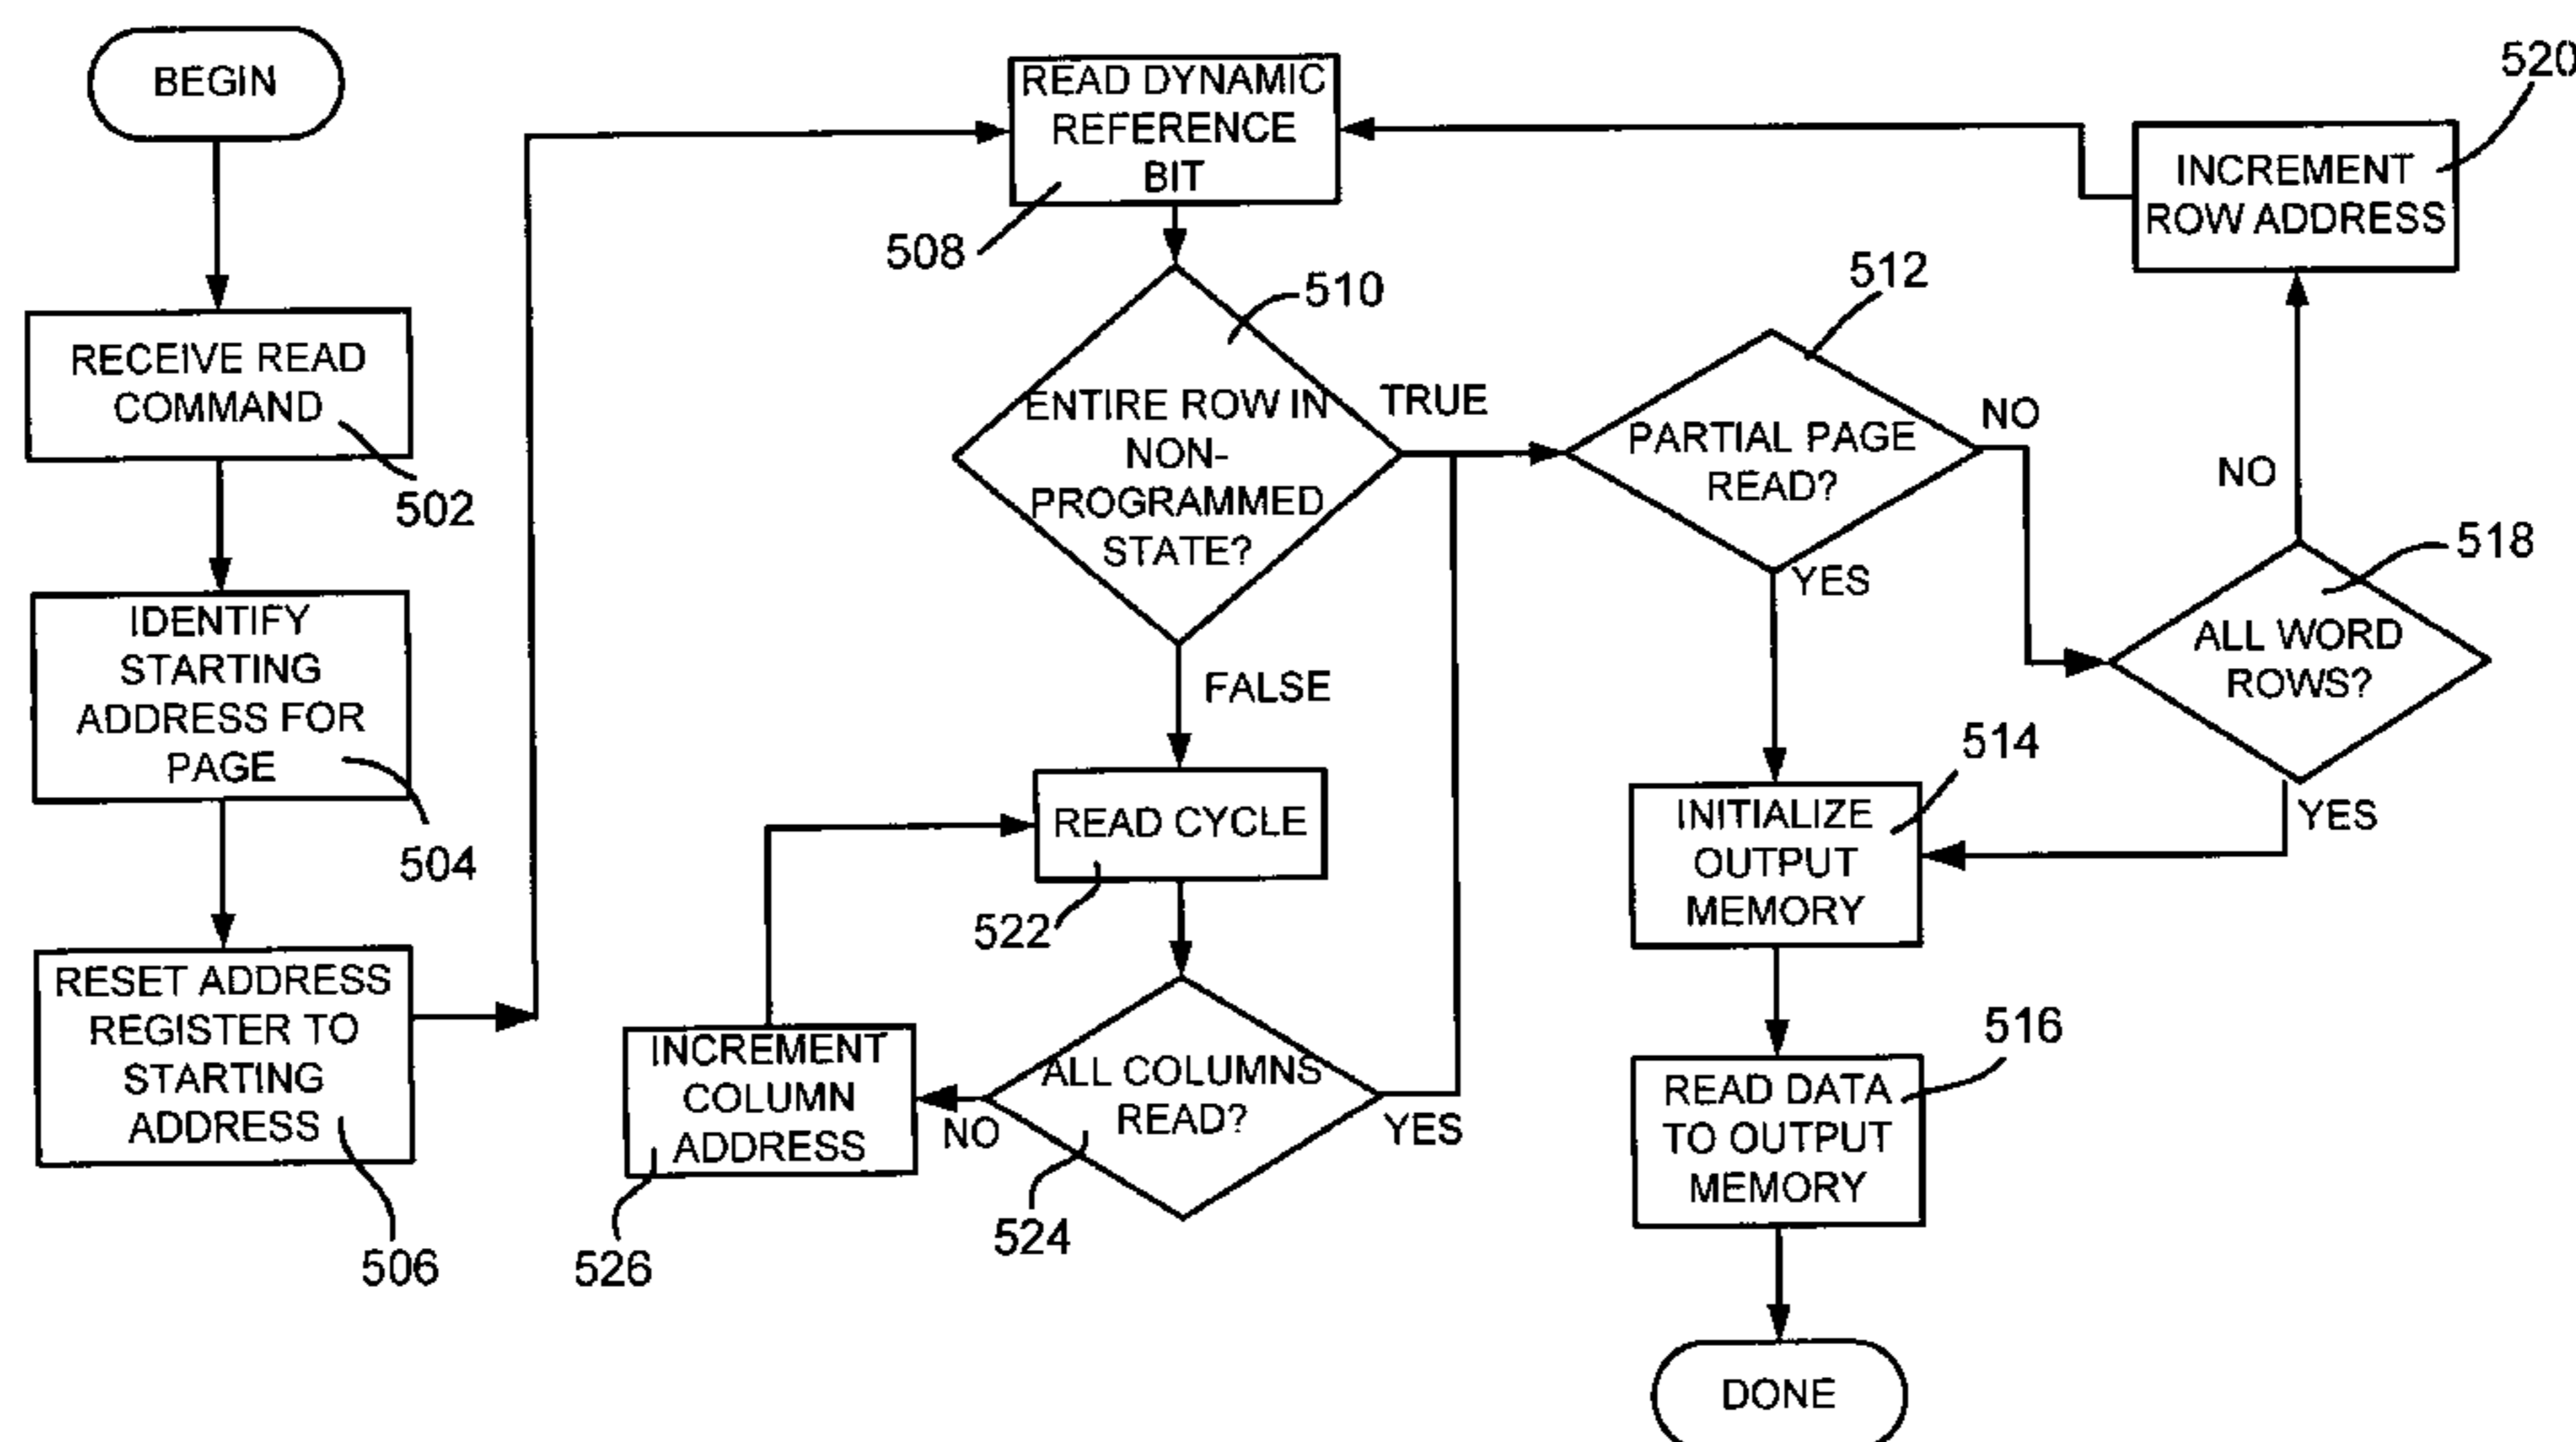 BEGIN
RECEIVE READ
COMMAND
502
IDENTIFY
STARTING
ADDRESS FOR
PAGE
504
RESET ADDRESS
REGISTER TO
STARTING
ADDRESS
506
READ DYNAMIC
REFERENCE
BIT
508
510
ENTIRE ROW IN
NON-
PROGRAMMED
STATE?
TRUE
FALSE
READ CYCLE
522
ALL COLUMNS
READ?
524
NO
YES
INCREMENT
COLUMN
ADDRESS
526
512
PARTIAL PAGE
READ?
NO
YES
INITIALIZE
OUTPUT
MEMORY
514
READ DATA
TO OUTPUT
MEMORY
516
DONE
518
ALL WORD
ROWS?
NO
YES
INCREMENT
ROW ADDRESS
520